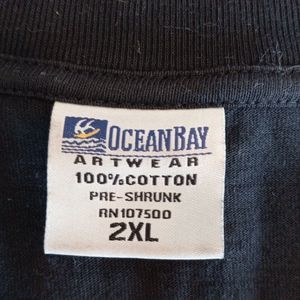 OCEANBAY
ARTWEAR
100% COTTON
PRE-SHRUNK
RN107500
2XL